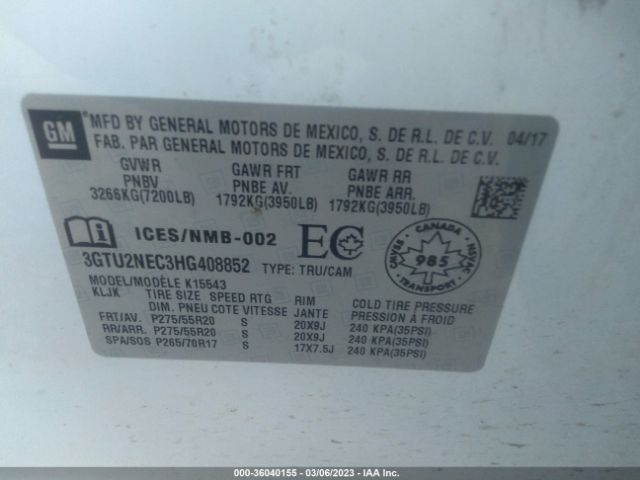 GM
MFD BY GENERAL MOTORS DE MEXICO, S. DE R.L. DE C.V. 04/17
FAB. PAR GENERAL MOTORS DE MEXICO, S. DE R.L. DE C.V.
GVWR GAWR FRT GAWR RR
PNBV PNBE AV. PNBE ARR.
3266KG(7200LB) 1792KG(3950LB) 1792KG(3950LB)
ICES/NMB-002 EC
CANADA
CMVSS 985 NSVAC
TRANSPORT
3GTU2NEC3HG408852 TYPE: TRU/CAM
MODEL/MODÈLE K15543
KLJK TIRE SIZE SPEED RTG RIM COLD TIRE PRESSURE
DIM. PNEU COTE VITESSE JANTE PRESSION À FROID
FRT/AV. P275/55R20 S 20X9J 240 KPA(35PSI)
RR/ARR. P275/55R20 S 20X9J 240 KPA(35PSI)
SPA/SOS P265/70R17 S 17X7.5J 240 KPA(35PSI)
000-36040155 - 03/06/2023 - IAA Inc.